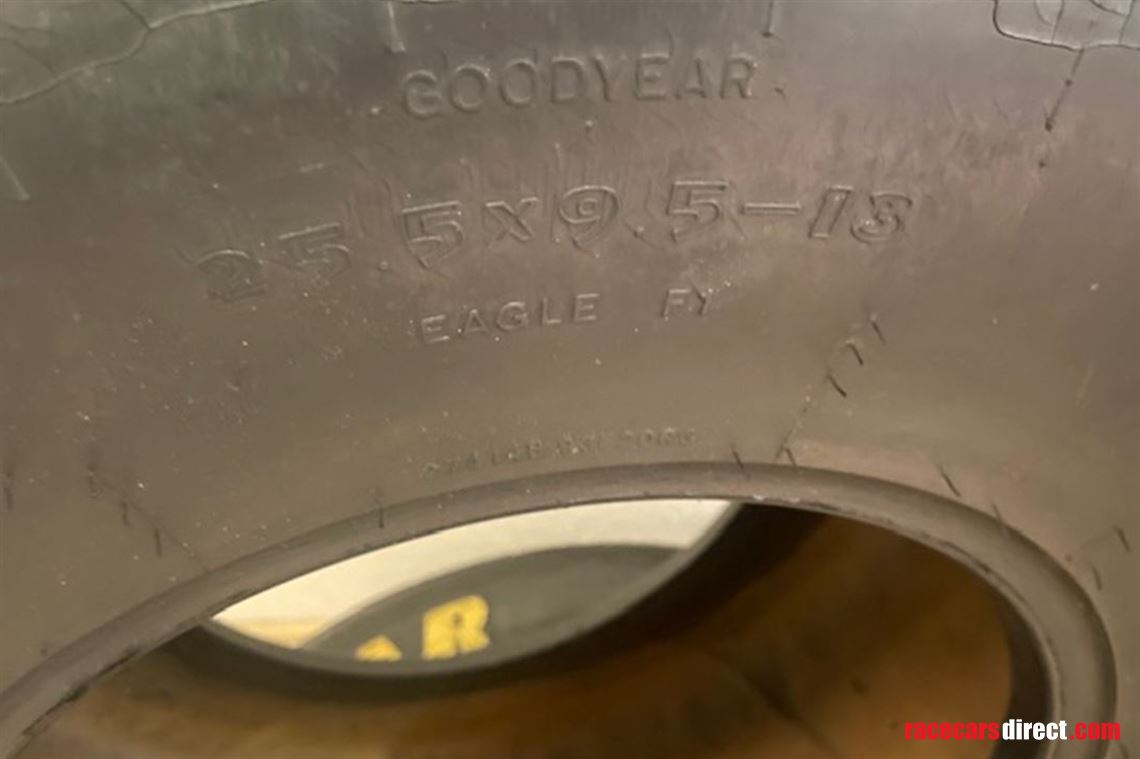 GOODYEAR
25.5x9.5-13
EAGLE FY
AR
racecarsdirect.com